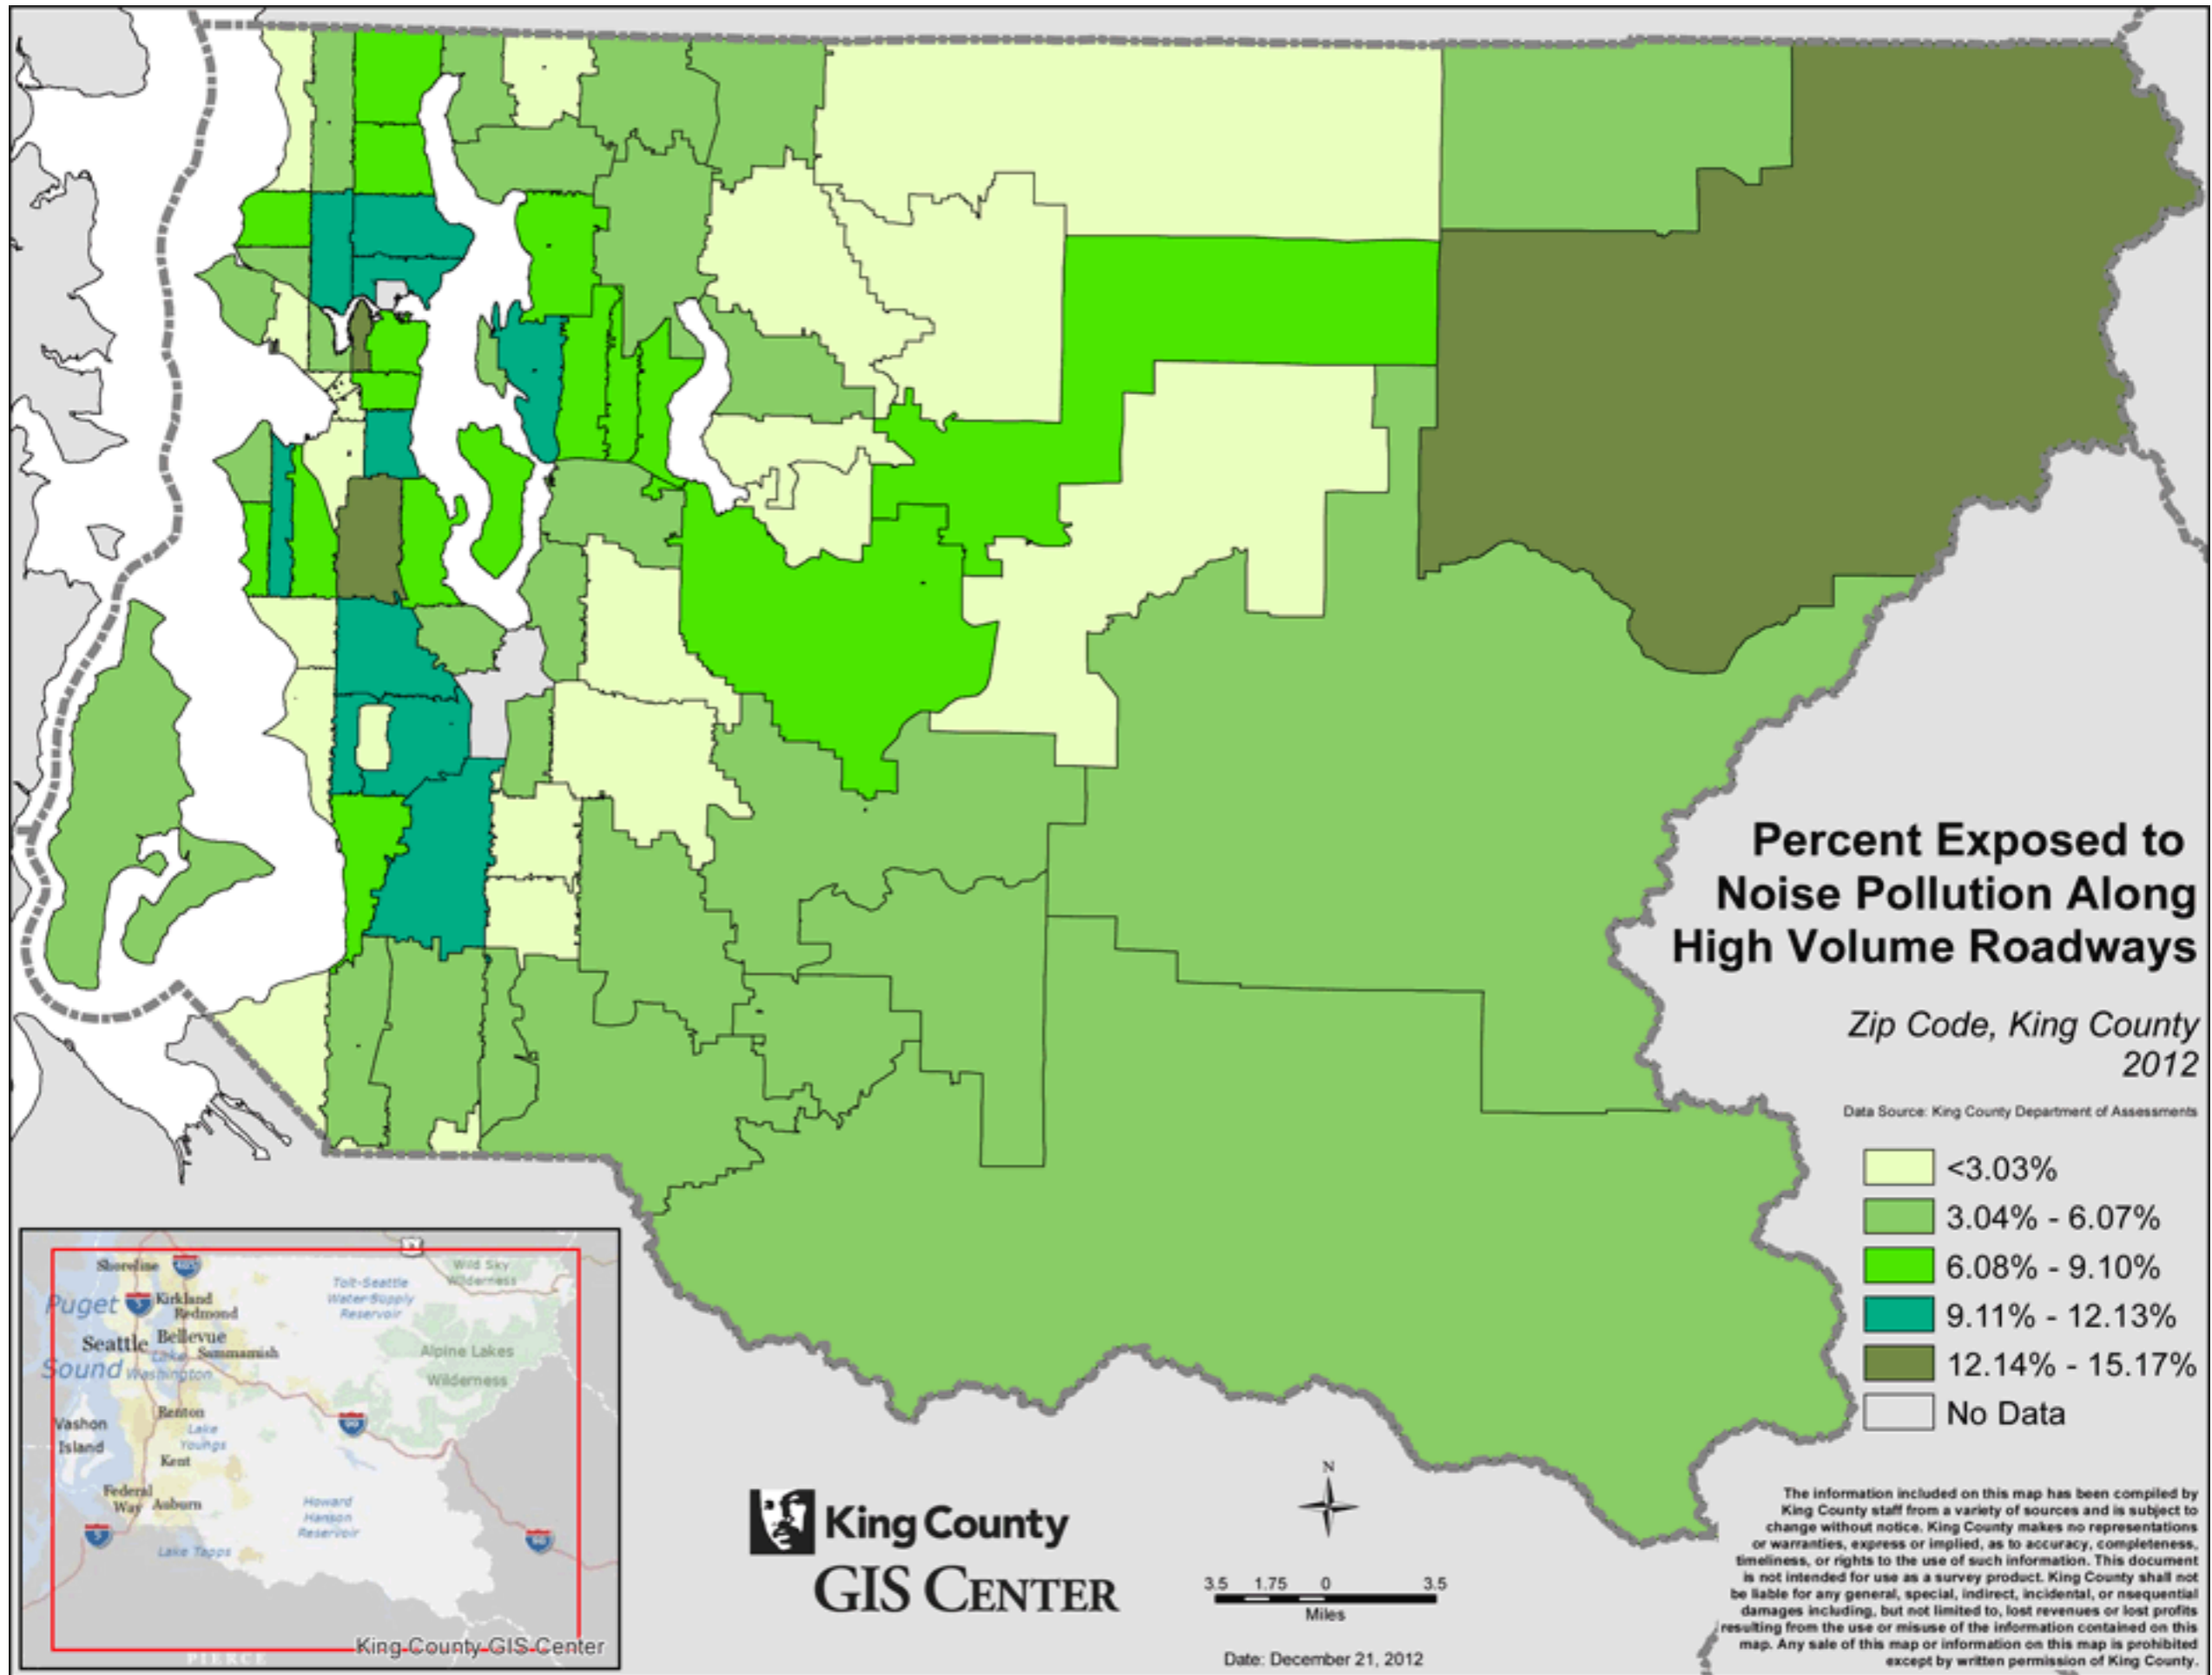 Percent Exposed to
Noise Pollution Along
High Volume Roadways
Zip Code, King County
2012
Data Source: King County Department of Assessments
<3.03%
3.04% - 6.07%
6.08% - 9.10%
9.11% - 12.13%
12.14% - 15.17%
No Data
Shoreline
405
Wild Sky
Wilderness
Tolt-Seattle
Water Supply
Reservoir
Puget
5
Kirkland
Redmond
Seattle
Bellevue
Sammamish
Sound
Lake
Washington
Alpine Lakes
Wilderness
Vashon
Island
Renton
Lake
Youngs
90
Kent
Federal
Way
Auburn
Howard
Hanson
Reservoir
5
90
Lake Tapps
King County GIS Center
PIERCE
King County
GIS CENTER
N
3.5 1.75 0 3.5
Miles
Date: December 21, 2012
The information included on this map has been compiled by
King County staff from a variety of sources and is subject to
change without notice. King County makes no representations
or warranties, express or implied, as to accuracy, completeness,
timeliness, or rights to the use of such information. This document
is not intended for use as a survey product. King County shall not
be liable for any general, special, indirect, incidental, or nsequential
damages including, but not limited to, lost revenues or lost profits
resulting from the use or misuse of the information contained on this
map. Any sale of this map or information on this map is prohibited
except by written permission of King County.